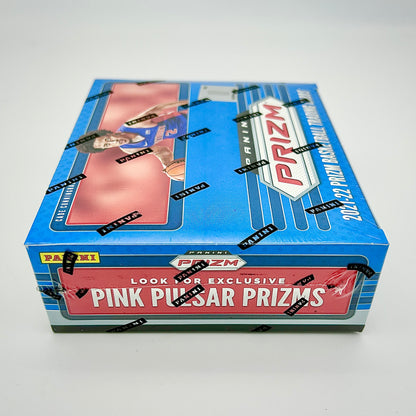 PANINI
PRIZM
2021-22 PRIZM BASKETBALL TRADING CARDS
PANINI
PANINI
PRIZM
LOOK FOR EXCLUSIVE
PINK PULSAR PRIZMS